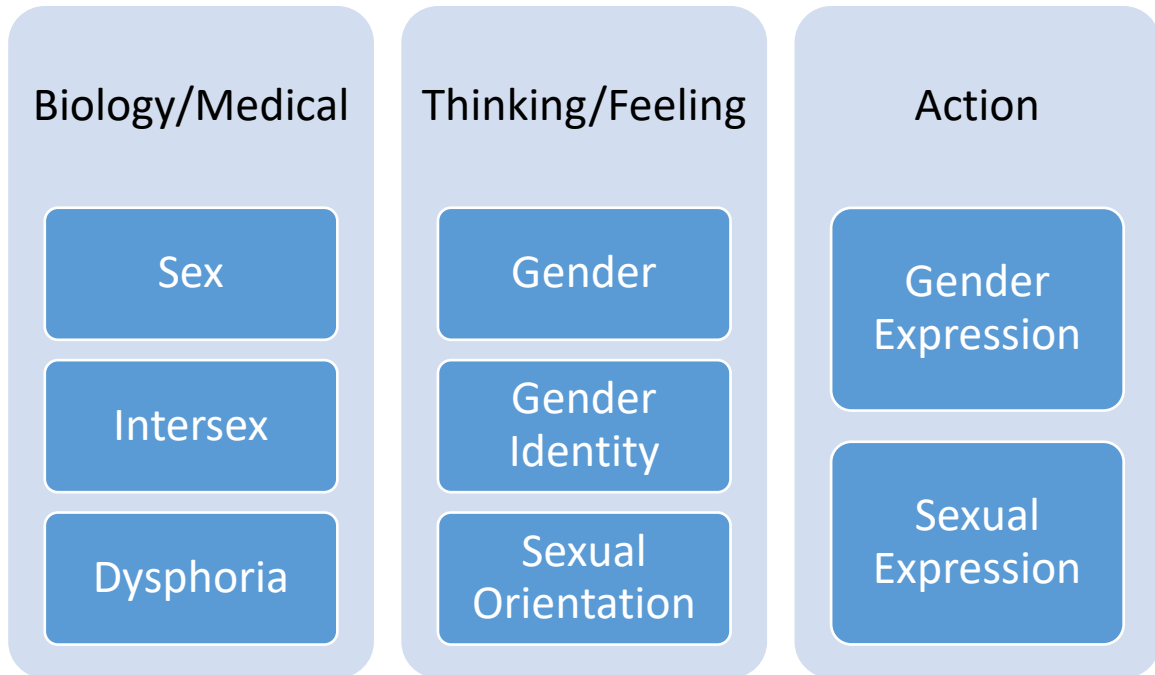 Biology/Medical
Sex
Intersex
Dysphoria
Thinking/Feeling
Gender
Gender
Identity
Sexual
Orientation
Action
Gender
Expression
Sexual
Expression